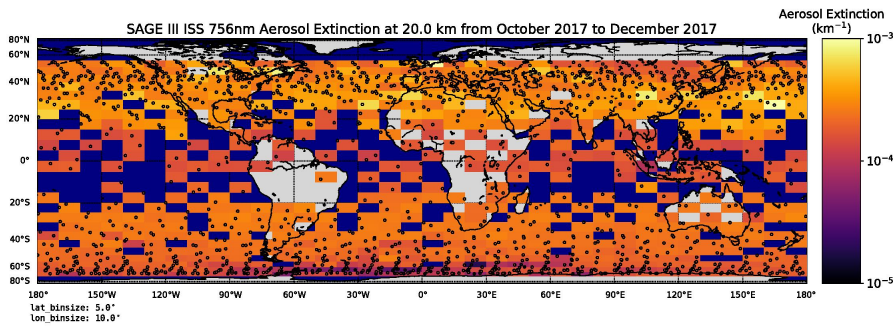 SAGE III ISS 756nm Aerosol Extinction at 20.0 km from October 2017 to December 2017
Aerosol Extinction
(km⁻¹)
80°N
60°N
40°N
20°N
0°
20°S
40°S
60°S
80°S
180° 150°W 120°W 90°W 60°W 30°W 0° 30°E 60°E 90°E 120°E 150°E 180°
10⁻³
10⁻⁴
10⁻⁵
lat_binsize: 5.0°
lon_binsize: 10.0°